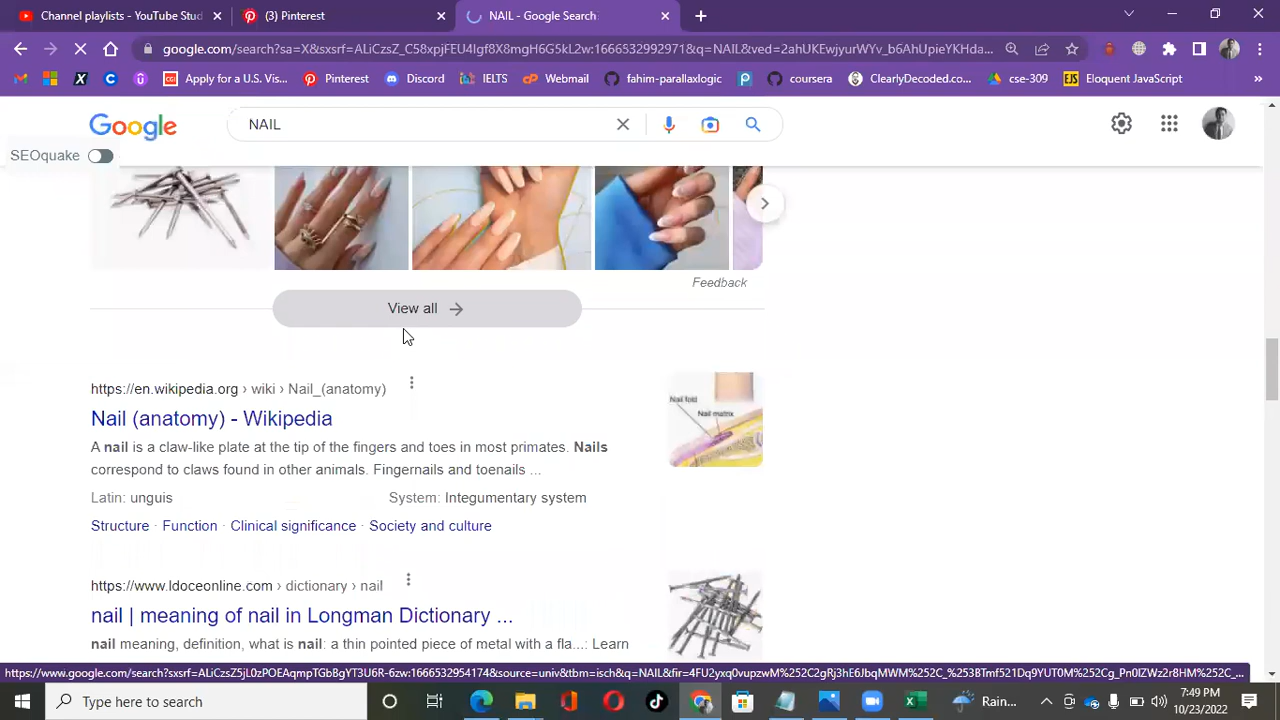 Channel playlists - YouTube Stud
(3) Pinterest
NAIL - Google Search
google.com/search?sa=X&sxsrf=ALiCzsZ_C58xpjFEU4lgf8X8mgH6G5kL2w:1666532992971&q=NAIL&ved=2ahUKEwjyurWYv_b6AhUpieYKHda...
Apply for a U.S. Vis...
Pinterest
Discord
IELTS
Webmail
fahim-parallaxlogic
coursera
ClearlyDecoded.co...
cse-309
EJS
Eloquent JavaScript
Google
NAIL
SEOquake
Feedback
View all
https://en.wikipedia.org › wiki › Nail_(anatomy)
Nail (anatomy) - Wikipedia
A nail is a claw-like plate at the tip of the fingers and toes in most primates. Nails
correspond to claws found in other animals. Fingernails and toenails ...
Latin: unguis
System: Integumentary system
Structure · Function · Clinical significance · Society and culture
Nail fold
Nail matrix
https://www.ldoceonline.com › dictionary › nail
nail | meaning of nail in Longman Dictionary ...
nail meaning, definition, what is nail: a thin pointed piece of metal with a fla...: Learn
Type here to search
Rain...
7:49 PM
10/23/2022